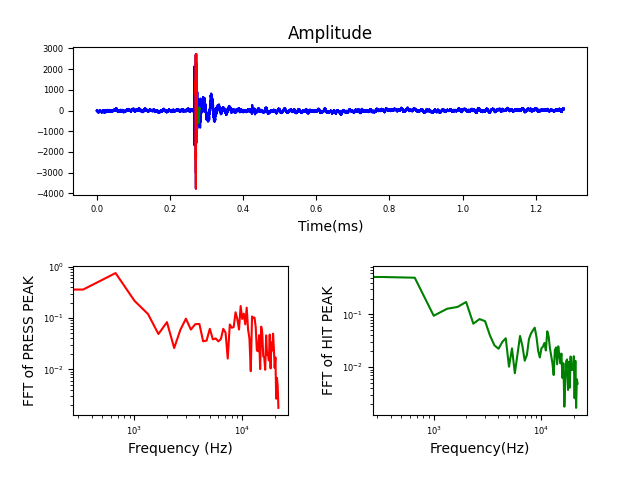 Amplitude
3000
2000
1000
0
−1000
−2000
−3000
−4000
0.0 0.2 0.4 0.6 0.8 1.0 1.2
Time(ms)
FFT of PRESS PEAK
10⁰
10⁻¹
10⁻²
10³ 10⁴
Frequency (Hz)
FFT of HIT PEAK
10⁻¹
10⁻²
10³ 10⁴
Frequency(Hz)